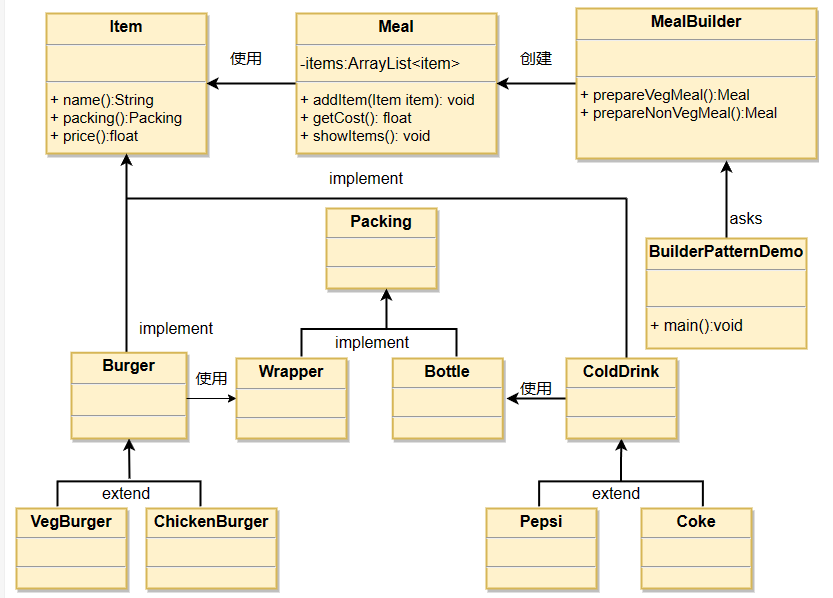 Item
+ name():String
+ packing():Packing
+ price():float
使用
Meal
-items:ArrayList<item>
+ addItem(Item item): void
+ getCost(): float
+ showItems(): void
创建
MealBuilder
+ prepareVegMeal():Meal
+ prepareNonVegMeal():Meal
implement
asks
Packing
BuilderPatternDemo
+ main():void
implement
implement
Burger
使用
Wrapper
Bottle
使用
ColdDrink
extend
extend
VegBurger
ChickenBurger
Pepsi
Coke